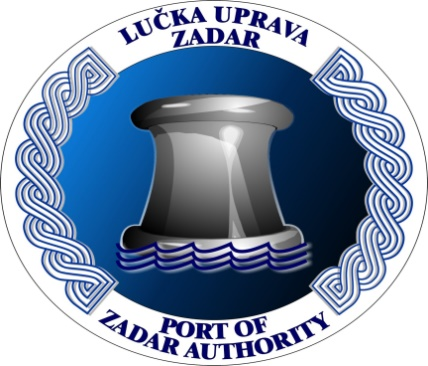 LUČKA UPRAVA
ZADAR
PORT OF
ZADAR AUTHORITY